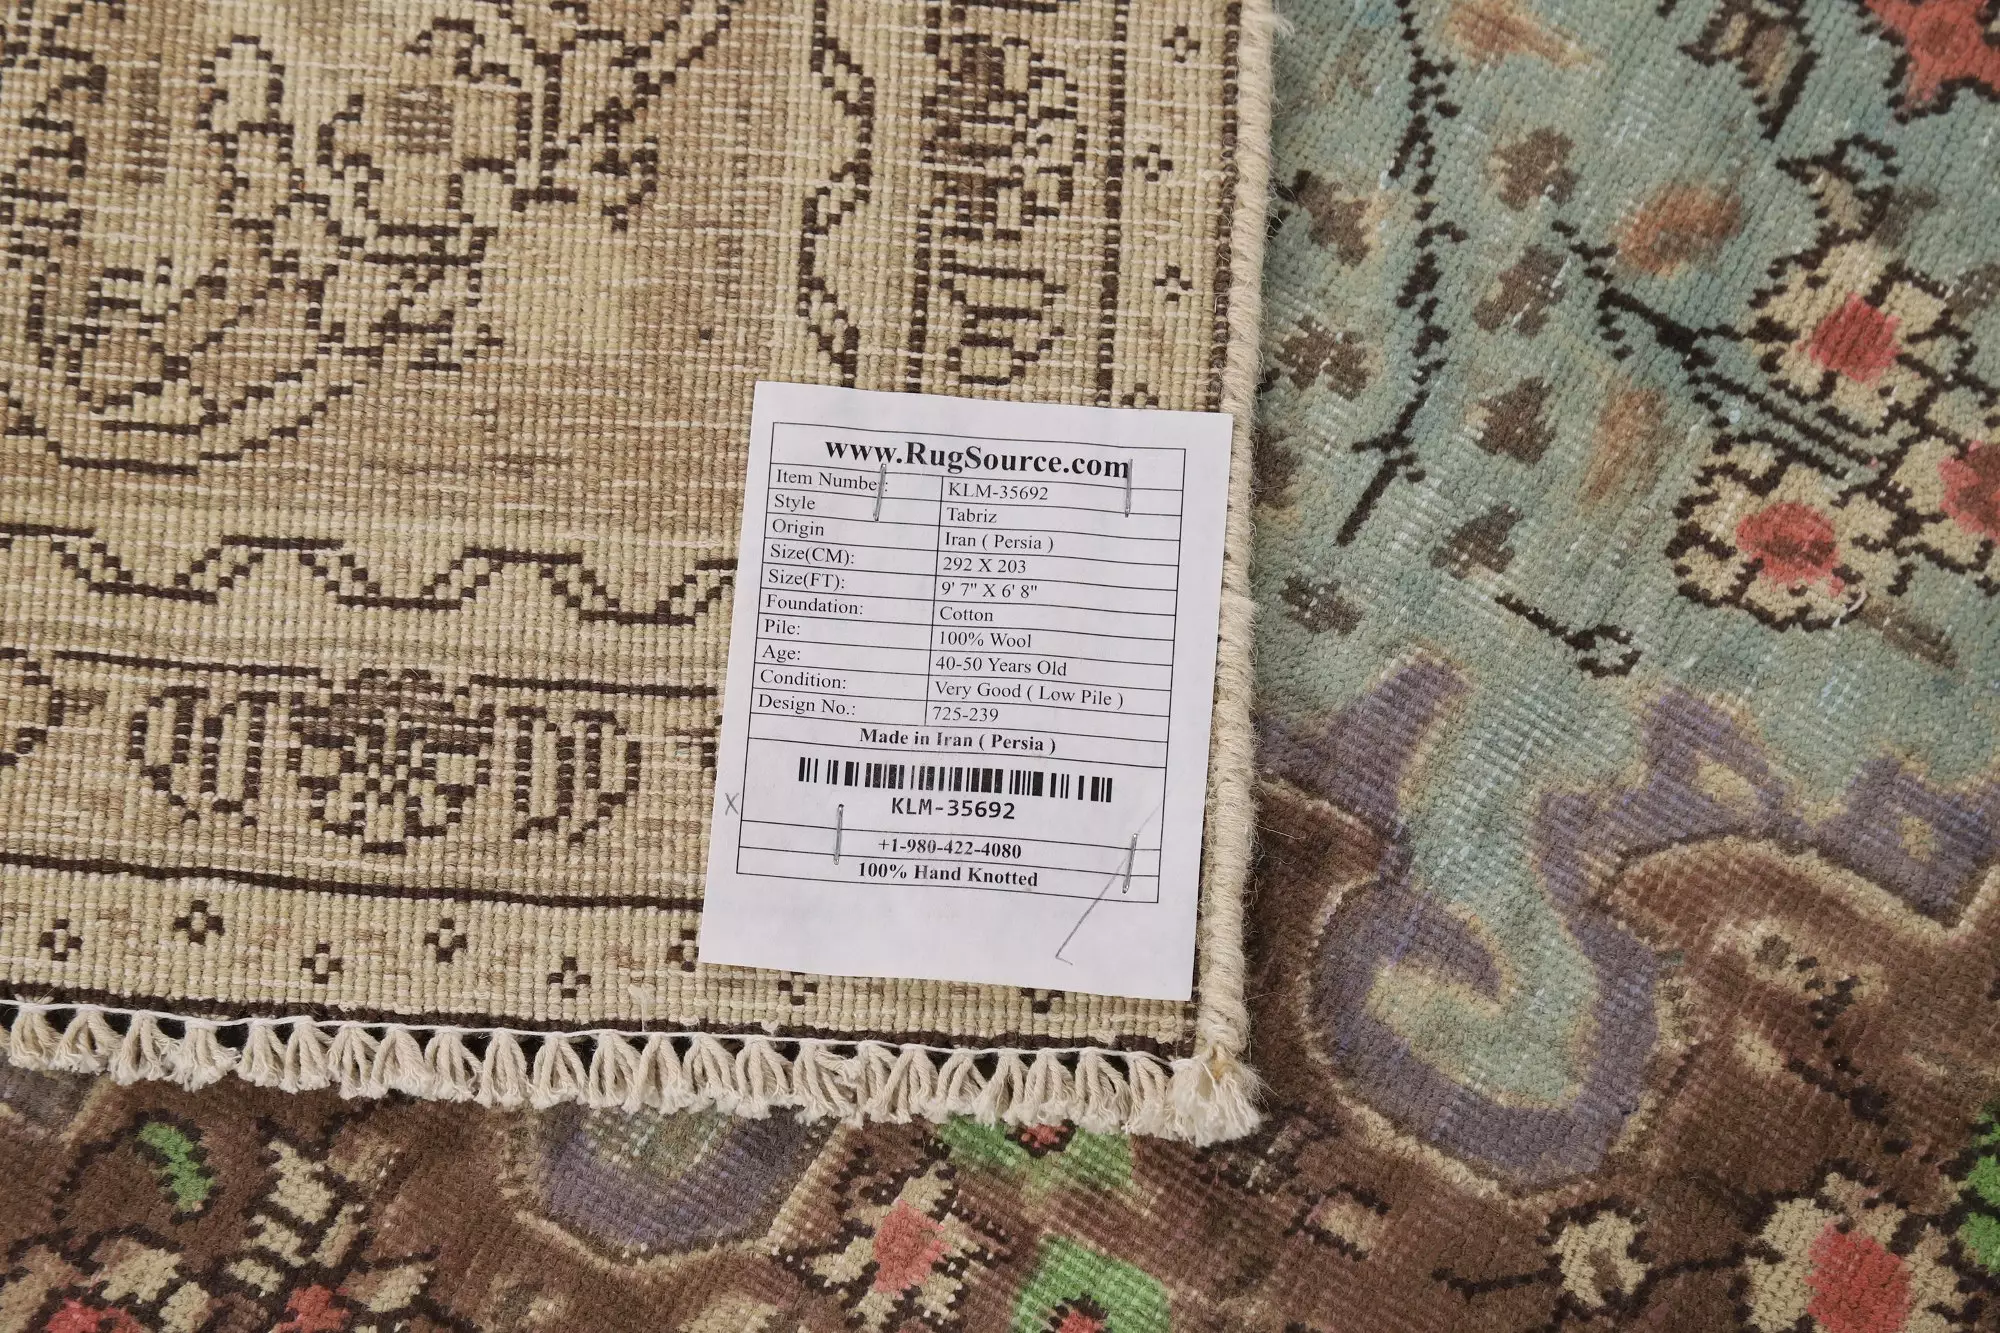 www.RugSource.com
Item Number: KLM-35692
Style Tabriz
Origin Iran ( Persia )
Size(CM): 292 X 203
Size(FT): 9' 7" X 6' 8"
Foundation: Cotton
Pile: 100% Wool
Age: 40-50 Years Old
Condition: Very Good ( Low Pile )
Design No.: 725-239
Made in Iran ( Persia )
KLM-35692
X
+1-980-422-4080
100% Hand Knotted